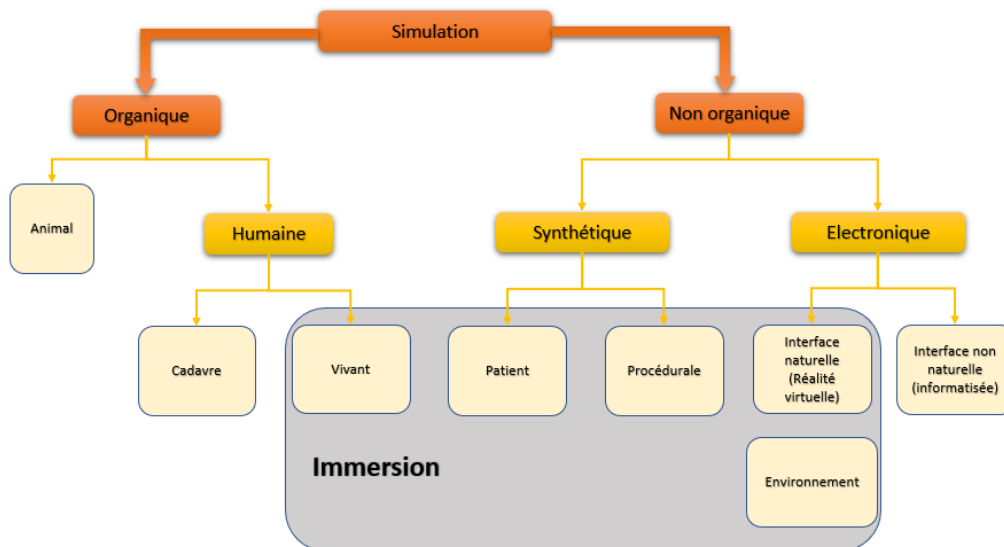 Simulation
Organique
Non organique
Animal
Humaine
Synthétique
Electronique
Cadavre
Vivant
Patient
Procédurale
Interface
naturelle
(Réalité
virtuelle)
Interface non
naturelle
(informatisée)
Immersion
Environnement